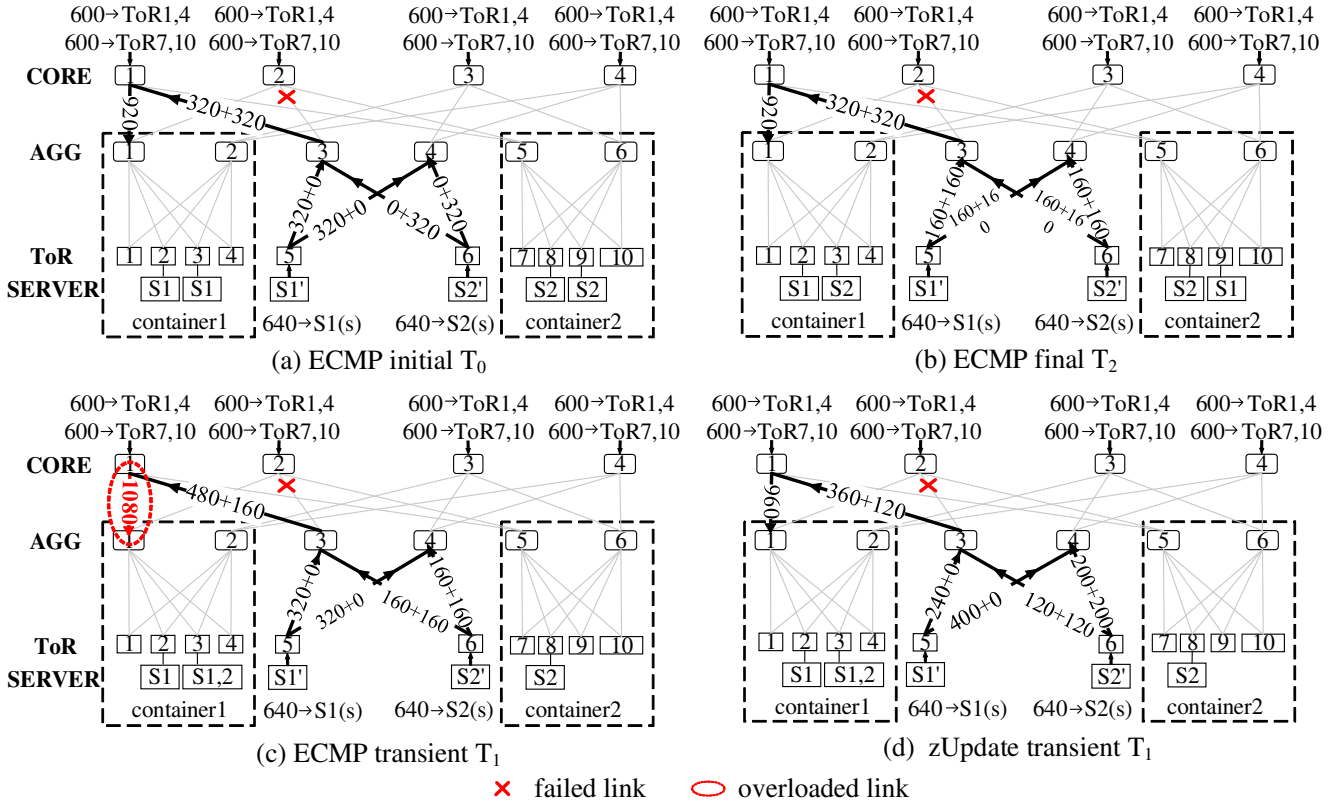 600→ToR1,4 600→ToR1,4 600→ToR1,4 600→ToR1,4
600→ToR7,10 600→ToR7,10 600→ToR7,10 600→ToR7,10
CORE 1 2 3 4
920 320+320
AGG 1 2 3 4 5 6
320+0 320+0 0+320 0+320
ToR 1 2 3 4 5 6 7 8 9 10
SERVER S1 S1 S1' S2' S2 S2
container1 640→S1(s) 640→S2(s) container2
(a) ECMP initial T0
600→ToR1,4 600→ToR1,4 600→ToR1,4 600→ToR1,4
600→ToR7,10 600→ToR7,10 600→ToR7,10 600→ToR7,10
1 2 3 4
920 320+320
1 2 3 4 5 6
160+160 160+16 160+16 160+160
0 0
1 2 3 4 5 6 7 8 9 10
S1 S2 S1' S2' S2 S1
container1 640→S1(s) 640→S2(s) container2
(b) ECMP final T2
600→ToR1,4 600→ToR1,4 600→ToR1,4 600→ToR1,4
600→ToR7,10 600→ToR7,10 600→ToR7,10 600→ToR7,10
CORE 1 2 3 4
1080 480+160
AGG 1 2 3 4 5 6
320+0 320+0 160+160 160+160
ToR 1 2 3 4 5 6 7 8 9 10
SERVER S1 S1,2 S1' S2' S2
container1 640→S1(s) 640→S2(s) container2
(c) ECMP transient T1
600→ToR1,4 600→ToR1,4 600→ToR1,4 600→ToR1,4
600→ToR7,10 600→ToR7,10 600→ToR7,10 600→ToR7,10
1 2 3 4
960 360+120
1 2 3 4 5 6
240+0 400+0 120+120 200+200
1 2 3 4 5 6 7 8 9 10
S1 S1,2 S1' S2' S2
container1 640→S1(s) 640→S2(s) container2
(d) zUpdate transient T1
failed link overloaded link